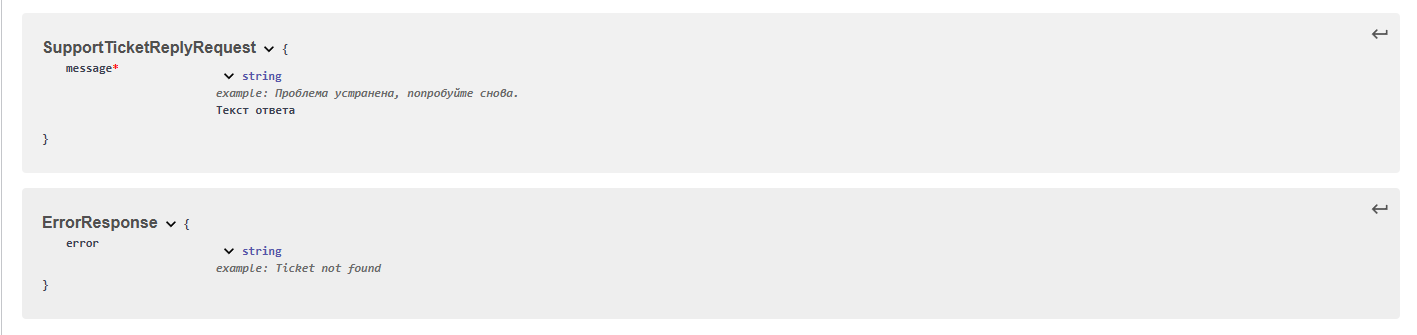 SupportTicketReplyRequest {
message*
string
example: Проблема устранена, попробуйте снова.
Текст ответа
}
ErrorResponse {
error
string
example: Ticket not found
}